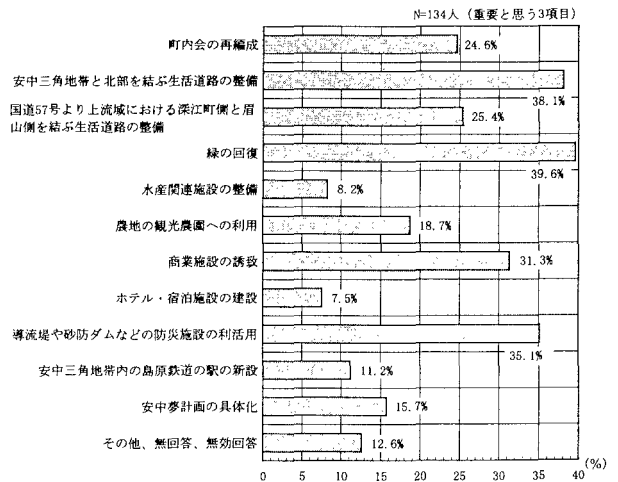 N=134人（重要と思う3項目）
町内会の再編成
24.6%
安中三角地帯と北部を結ぶ生活道路の整備
38.1%
国道57号より上流域における深江町側と眉
山側を結ぶ生活道路の整備
25.4%
緑の回復
39.6%
水産関連施設の整備
8.2%
農地の観光農園への利用
18.7%
商業施設の誘致
31.3%
ホテル・宿泊施設の建設
7.5%
導流堤や砂防ダムなどの防災施設の利活用
35.1%
安中三角地帯内の島原鉄道の駅の新設
11.2%
安中夢計画の具体化
15.7%
その他、無回答、無効回答
12.6%
0 5 10 15 20 25 30 35 40 (%)